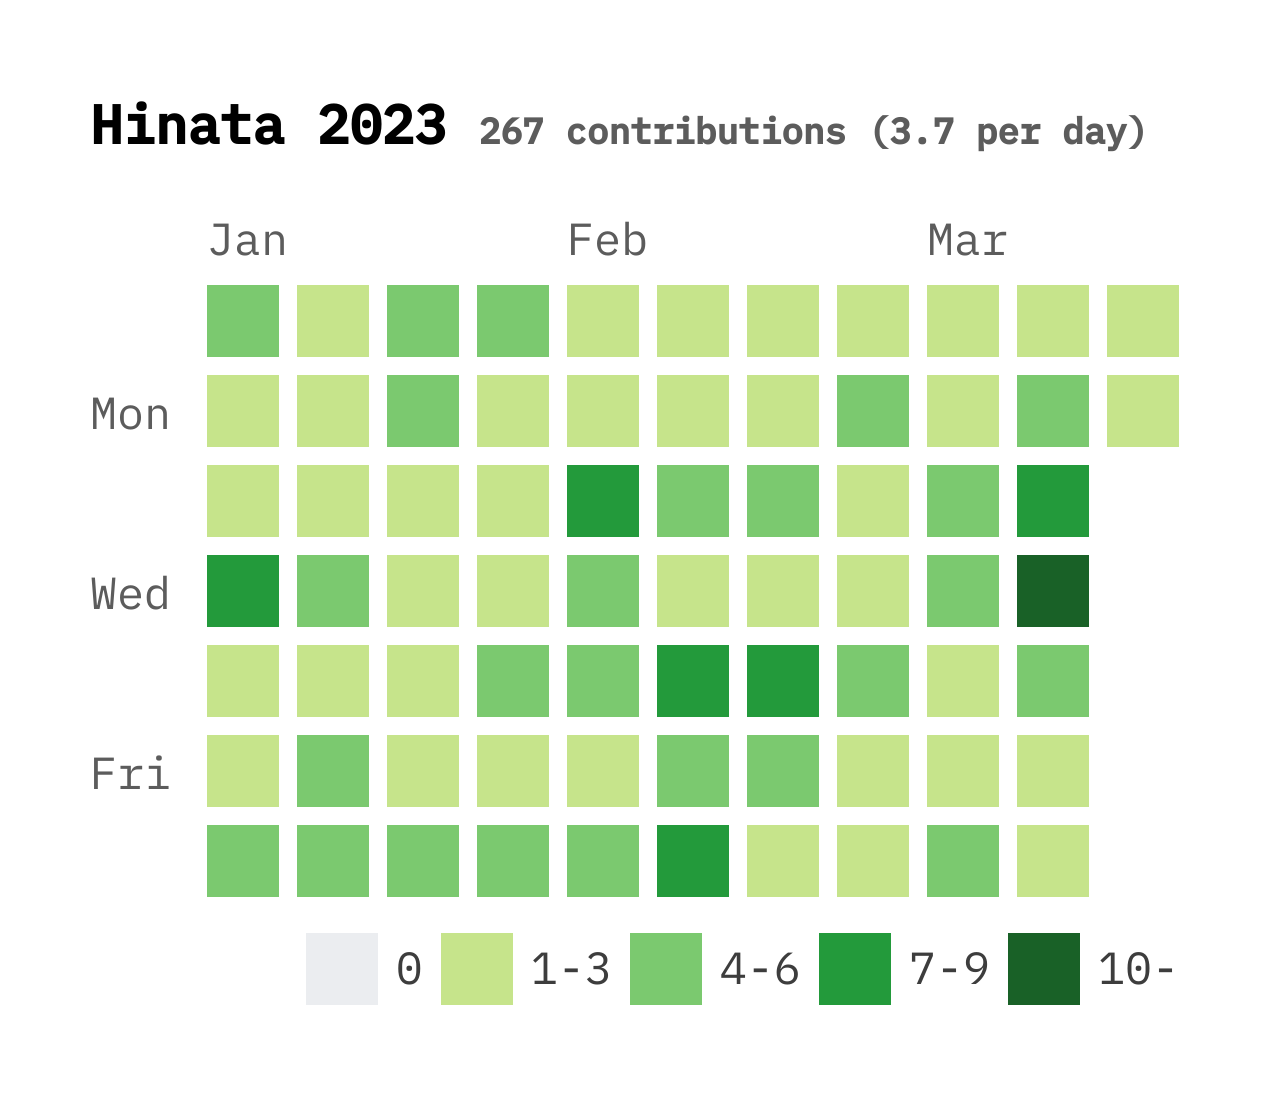 Hinata 2023 267 contributions (3.7 per day)
Jan Feb Mar
Mon
Wed
Fri
0 1-3 4-6 7-9 10-